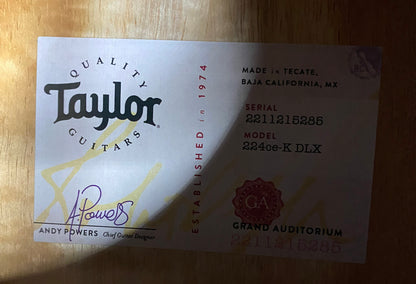 QUALITY
Taylor
GUITARS
ESTABLISHED in 1974
A. Powers
ANDY POWERS Chief Guitar Designer
MADE in TECATE,
BAJA CALIFORNIA, MX
SERIAL
2211215285
MODEL
224ce-K DLX
GA
GRAND AUDITORIUM
2211215285